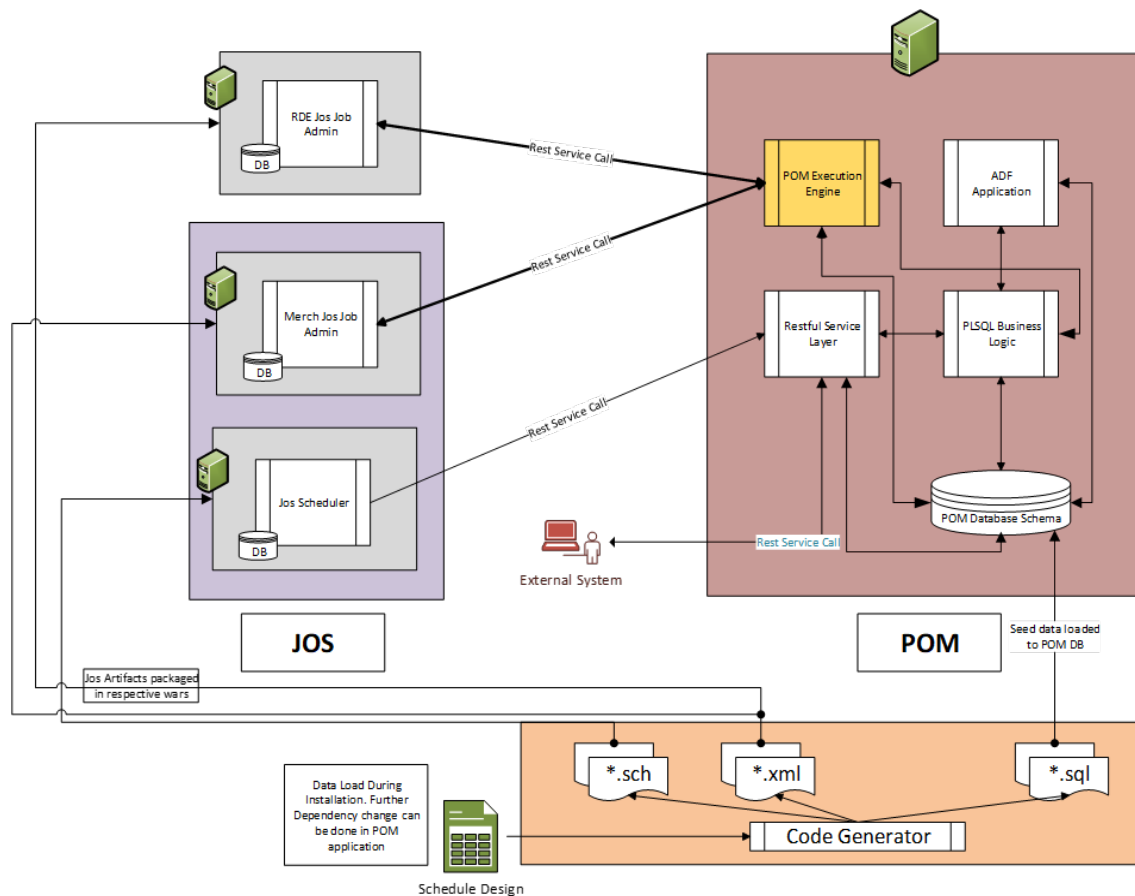 RDE Jos Job
Admin
DB
Rest Service Call
POM Execution
Engine
ADF
Application
Merch Jos Job
Admin
DB
Rest Service Call
Restful Service
Layer
PLSQL Business
Logic
Jos Scheduler
DB
Rest Service Call
POM Database Schema
Rest Service Call
External System
JOS
POM
Seed data loaded
to POM DB
Jos Artifacts packaged
in respective wars
*.sch
*.xml
*.sql
Data Load During
Installation. Further
Dependency change can
be done in POM
application
Code Generator
Schedule Design